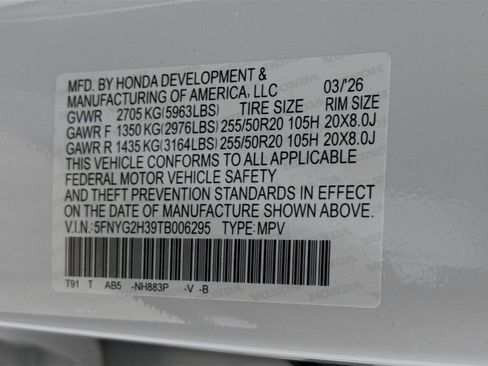 MFD. BY HONDA DEVELOPMENT &
MANUFACTURING OF AMERICA, LLC 03/'26
GVWR 2705 KG(5963LBS) TIRE SIZE RIM SIZE
GAWR F 1350 KG(2976LBS) 255/50R20 105H 20X8.0J
GAWR R 1435 KG(3164LBS) 255/50R20 105H 20X8.0J
THIS VEHICLE CONFORMS TO ALL APPLICABLE
FEDERAL MOTOR VEHICLE SAFETY
AND THEFT PREVENTION STANDARDS IN EFFECT
ON THE DATE OF MANUFACTURE SHOWN ABOVE.
V.I.N.:5FNYG2H39TB006295 TYPE:MPV
T91 T AB5 -NH883P -V -B